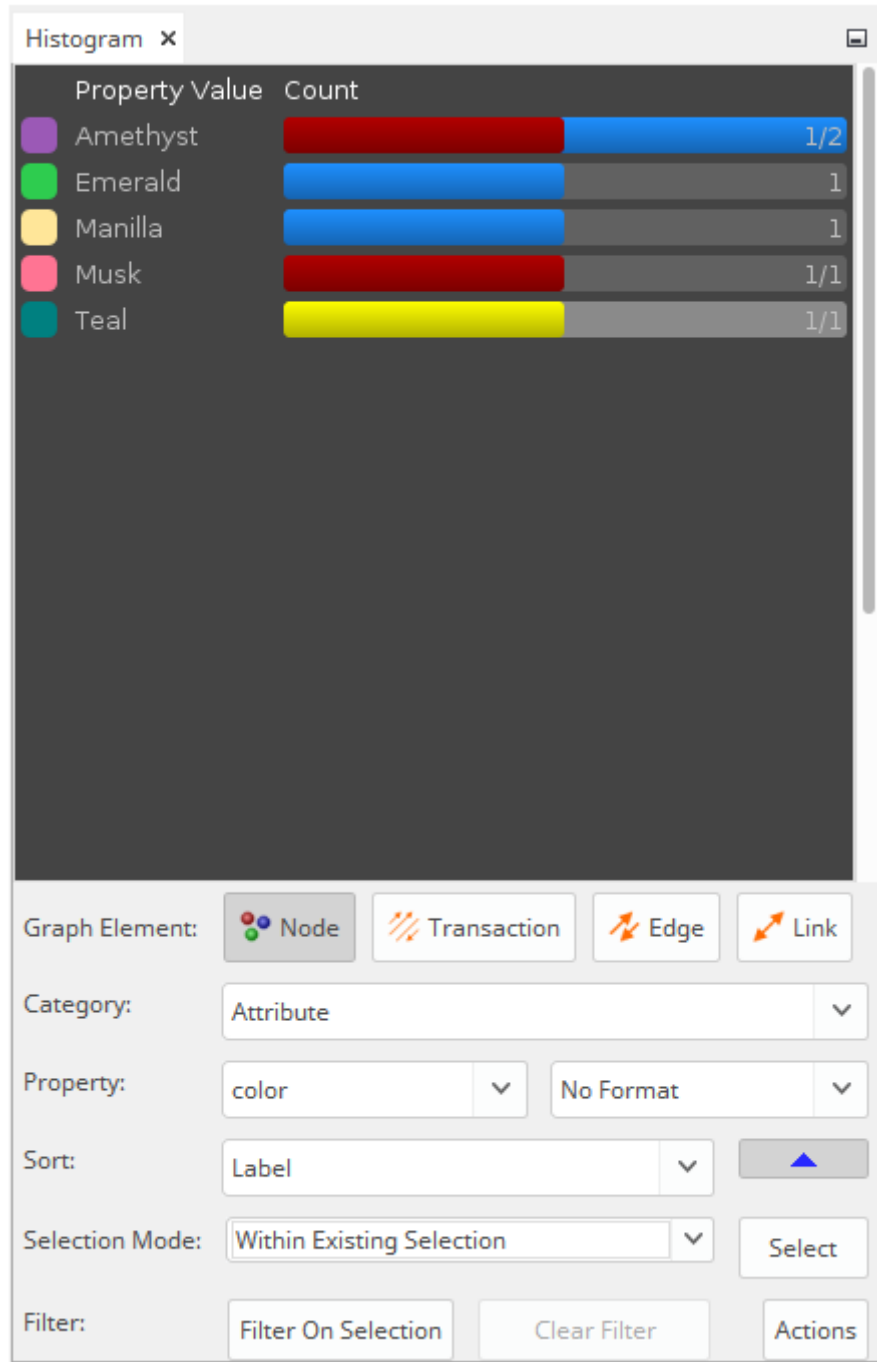 Histogram ×
Property Value Count
Amethyst 1/2
Emerald 1
Manilla 1
Musk 1/1
Teal 1/1
Graph Element: Node Transaction Edge Link
Category: Attribute
Property: color No Format
Sort: Label
Selection Mode: Within Existing Selection Select
Filter: Filter On Selection Clear Filter Actions